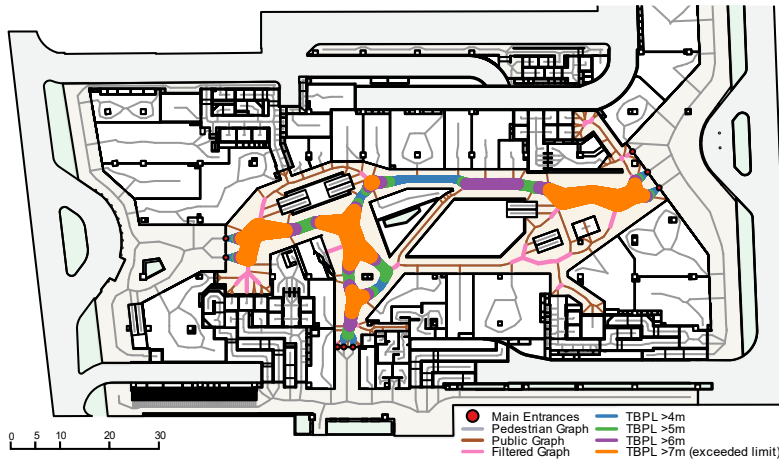 Main Entrances
Pedestrian Graph
Public Graph
Filtered Graph
TBPL >4m
TBPL >5m
TBPL >6m
TBPL >7m (exceeded limit)
0 5 10 20 30